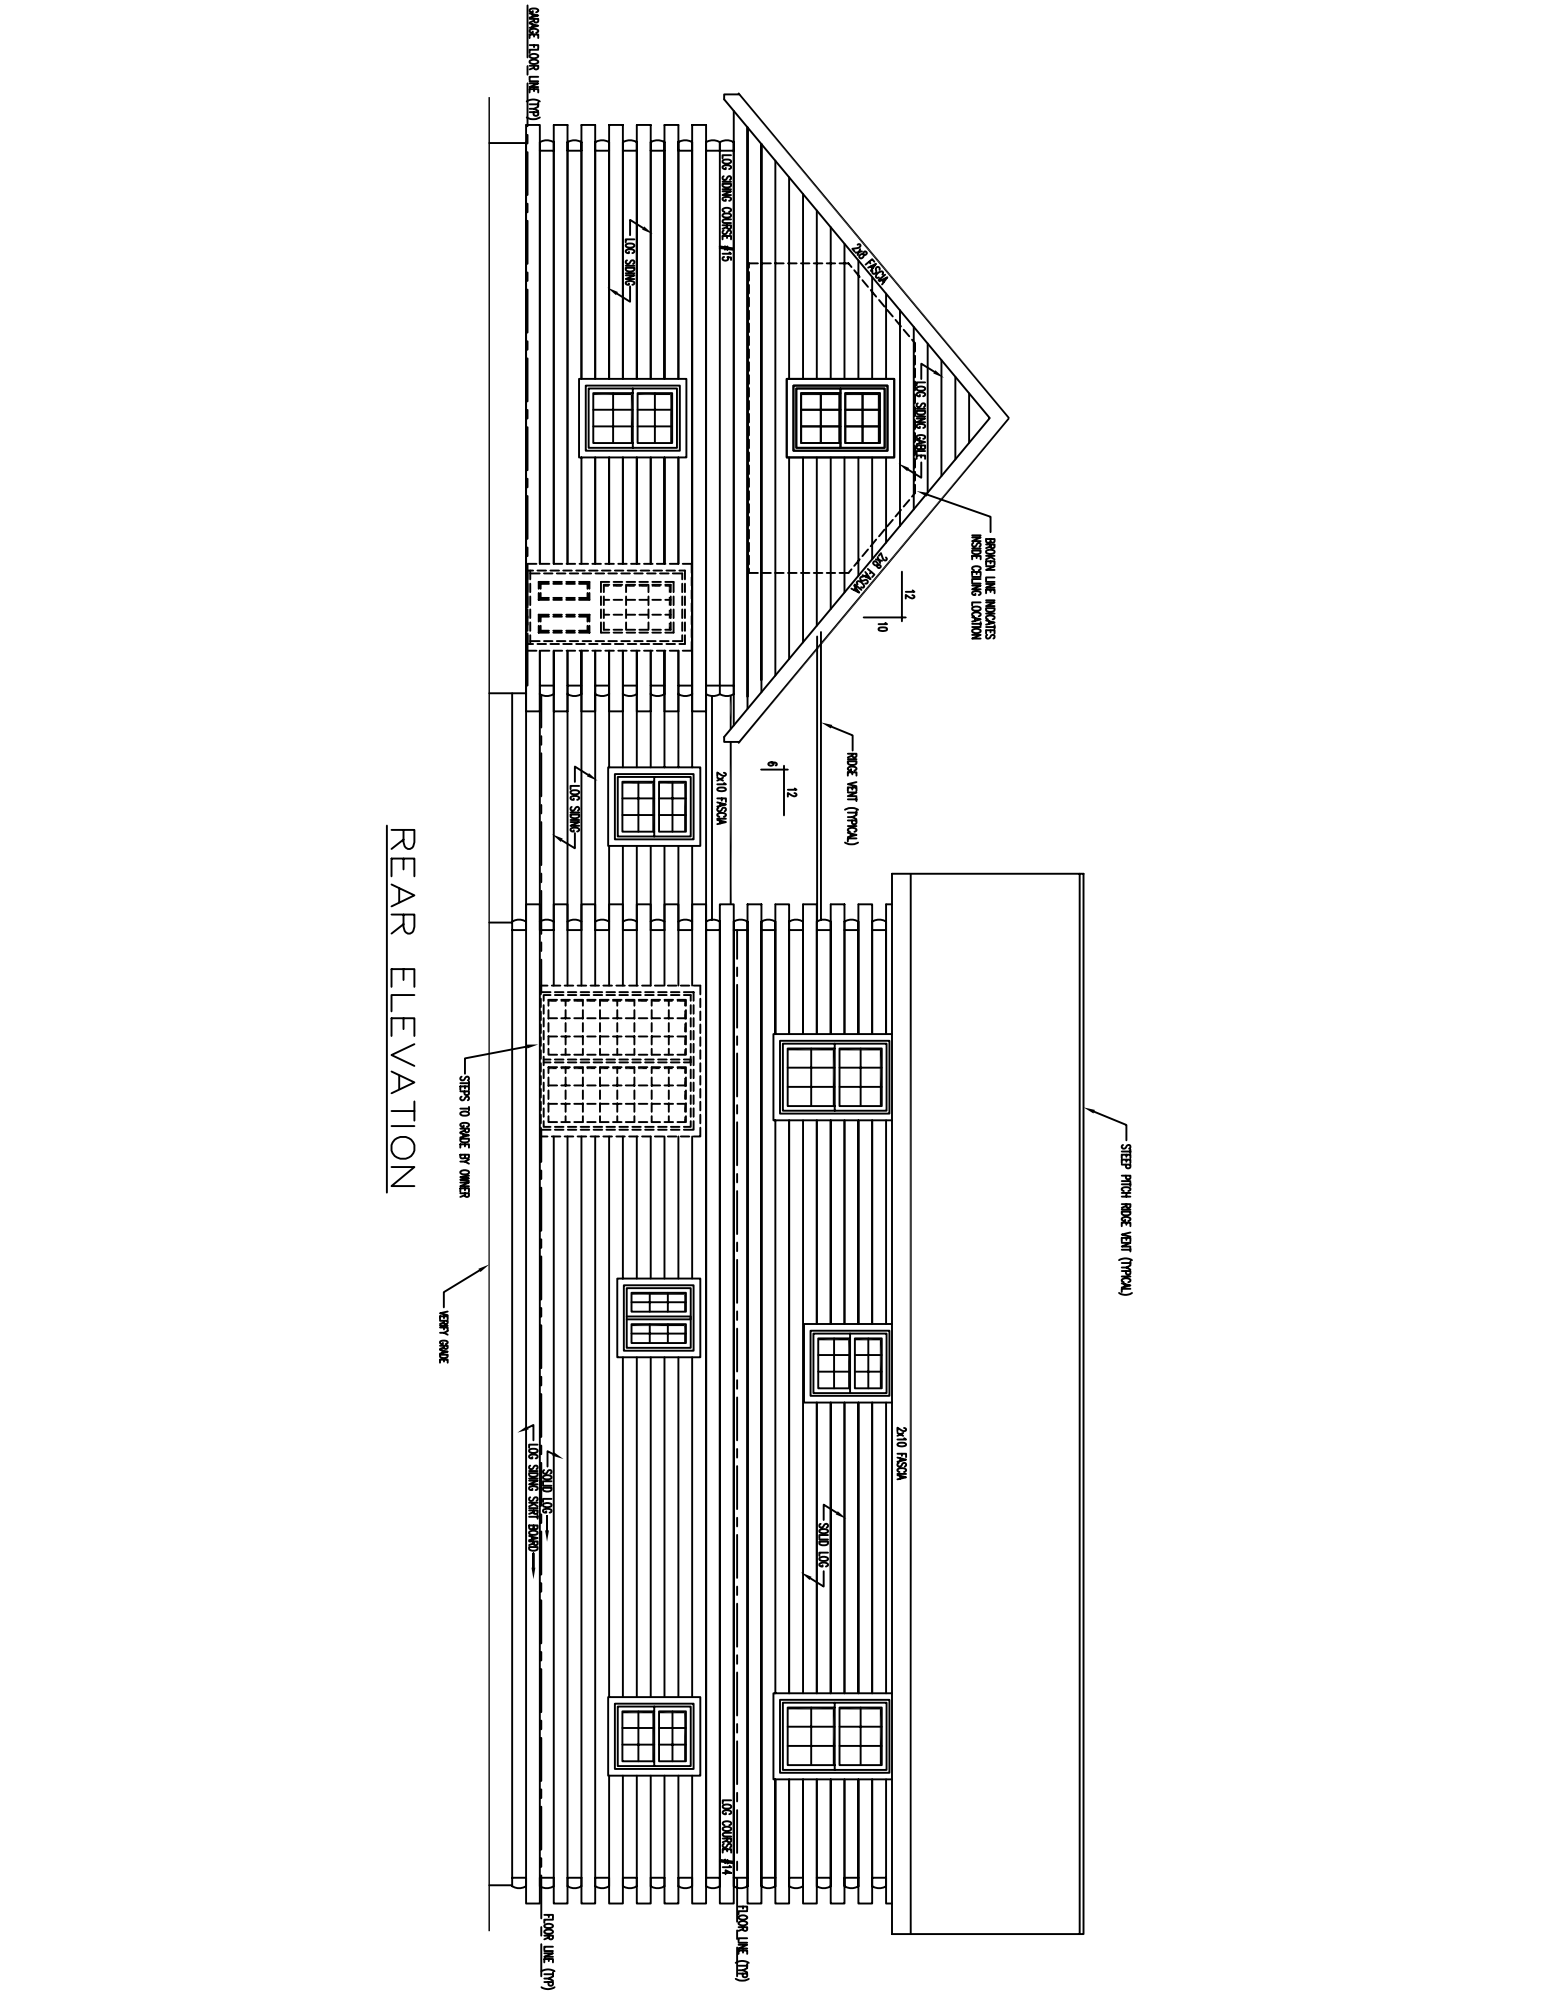 STEEP PITCH RIDGE VENT (TYPICAL)
BROKEN LINE INDICATES
INSIDE CEILING LOCATION
LOG SIDING GABLE
2x8 FASCIA
2x8 FASCIA
12
10
2x10 FASCIA
RIDGE VENT (TYPICAL)
SOLID LOG
12
6
FLOOR LINE (TYP)
LOG SIDING COURSE #15
2x10 FASCIA
LOG COURSE #14
LOG SIDING
LOG SIDING
SOLID LOG
FLOOR LINE (TYP)
GARAGE FLOOR LINE (TYP)
LOG SIDING SKIRT BOARD
STEPS TO GRADE BY OWNER
VERIFY GRADE
REAR ELEVATION